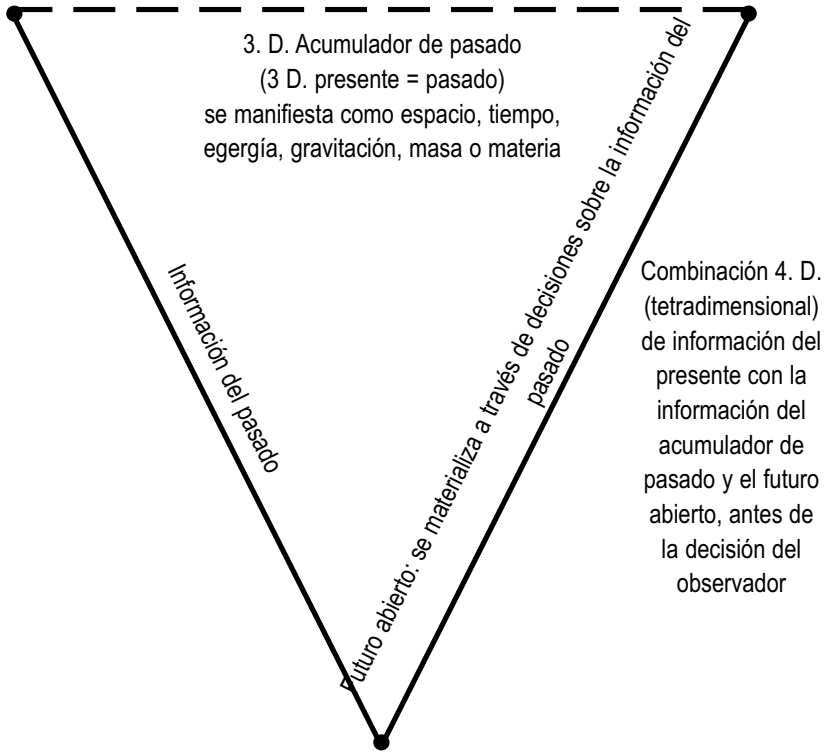 3. D. Acumulador de pasado
(3 D. presente = pasado)
se manifiesta como espacio, tiempo,
egergía, gravitación, masa o materia
Información del pasado
Futuro abierto: se materializa a través de decisiones sobre la información del
pasado
Combinación 4. D.
(tetradimensional)
de información del
presente con la
información del
acumulador de
pasado y el futuro
abierto, antes de
la decisión del
observador